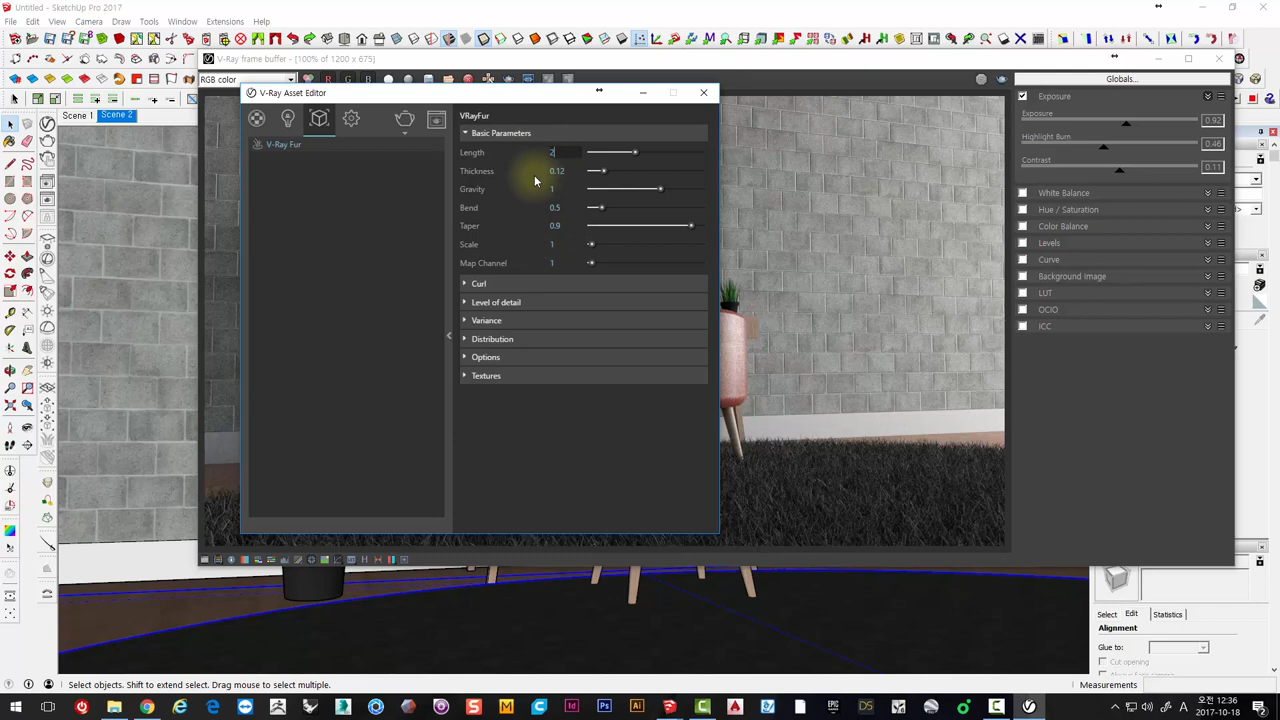 Untitled - SketchUp Pro 2017
File Edit View Camera Draw Tools Window Extensions Help
V-Ray frame buffer - [100% of 1200 x 675]
RGB color
R G B
Globals...
Scene 1 Scene 2
V-Ray Asset Editor
V-Ray Fur
VRayFur
Basic Parameters
Length 2
Thickness 0.12
Gravity 1
Bend 0.5
Taper 0.9
Scale 1
Map Channel 1
Curl
Level of detail
Variance
Distribution
Options
Textures
Exposure
Exposure 0.92
Highlight Burn 0.46
Contrast 0.11
White Balance
Hue / Saturation
Color Balance
Levels
Curve
Background Image
LUT
OCIO
ICC
Select Edit Statistics
Alignment
Glue to:
Cut opening
Select objects. Shift to extend select. Drag mouse to select multiple.
Measurements
오전 12:36
2017-10-18